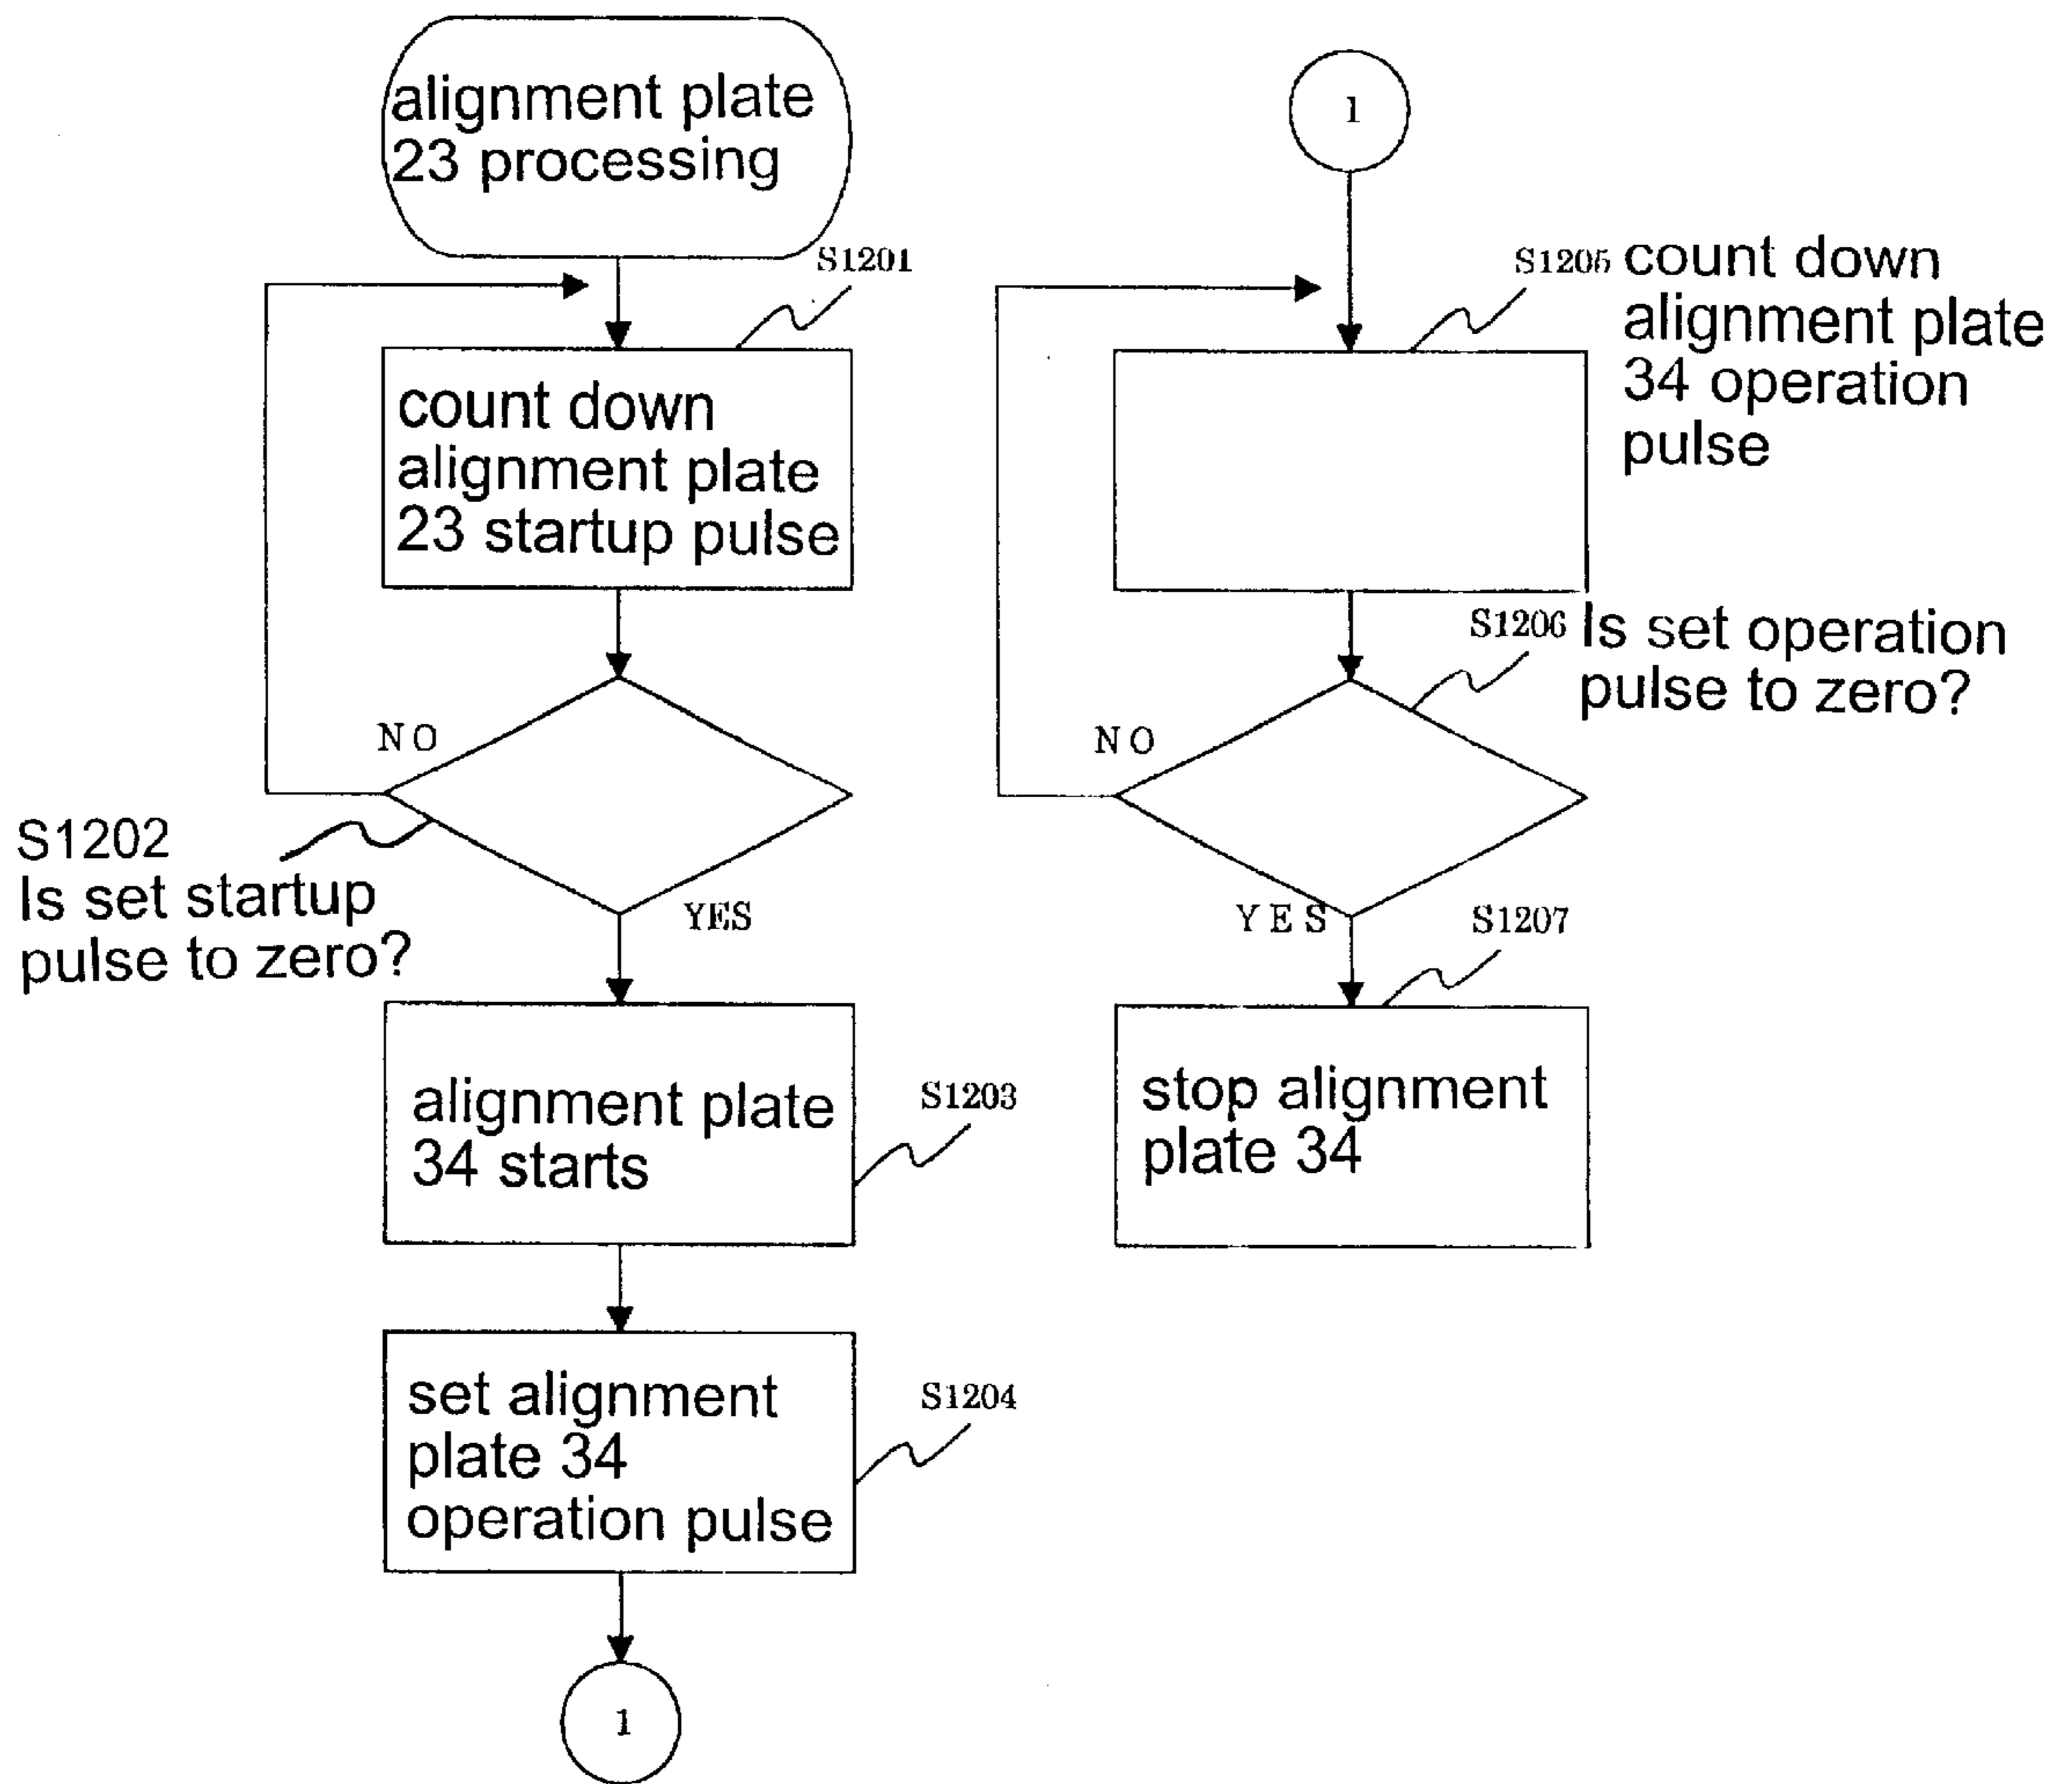 alignment plate
23 processing
S1201
count down
alignment plate
23 startup pulse
NO
S1202
Is set startup
pulse to zero?
YES
alignment plate
34 starts
S1203
set alignment
plate 34
operation pulse
S1204
1
1
S1205
count down
alignment plate
34 operation
pulse
S1206
Is set operation
pulse to zero?
NO
YES
S1207
stop alignment
plate 34